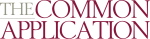 THE COMMON
APPLICATION